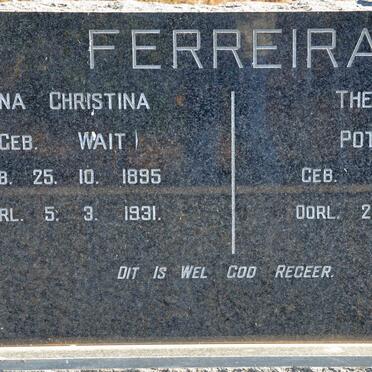 FERREIRA
NA CHRISTINA
GEB. WAIT
B. 25. 10. 1895
RL. 5. 3. 1931.
THE
POT
GEB.
OORL. 2
DIT IS WEL GOD REGEER.